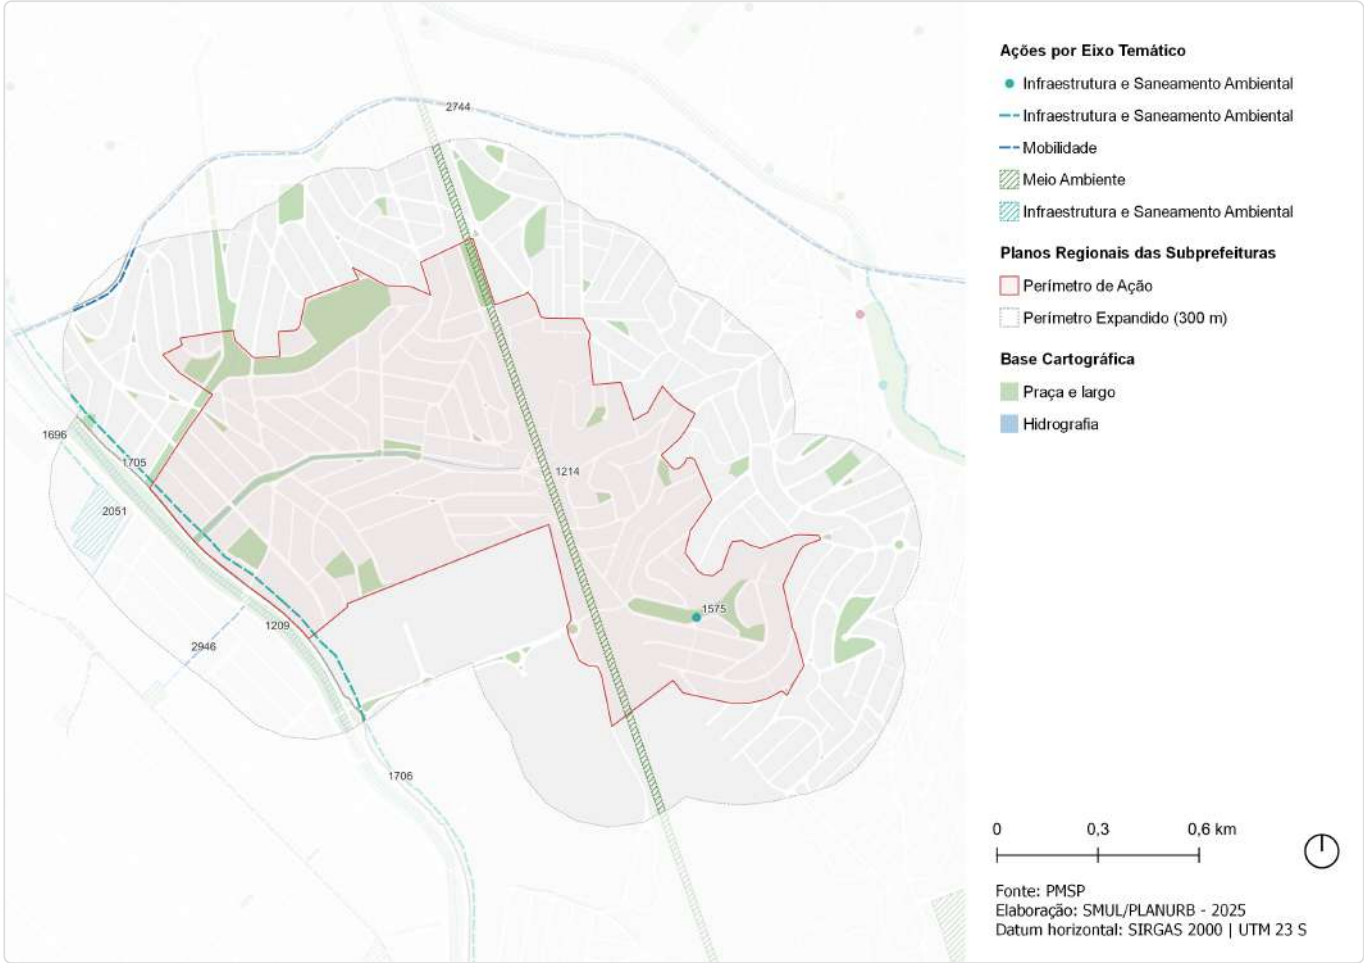 2744
1696
1705
2051
1214
1575
1209
2946
1706
Ações por Eixo Temático
Infraestrutura e Saneamento Ambiental
Infraestrutura e Saneamento Ambiental
Mobilidade
Meio Ambiente
Infraestrutura e Saneamento Ambiental
Planos Regionais das Subprefeituras
Perímetro de Ação
Perímetro Expandido (300 m)
Base Cartográfica
Praça e largo
Hidrografia
0 0,3 0,6 km
Fonte: PMSP
Elaboração: SMUL/PLANURB - 2025
Datum horizontal: SIRGAS 2000 | UTM 23 S